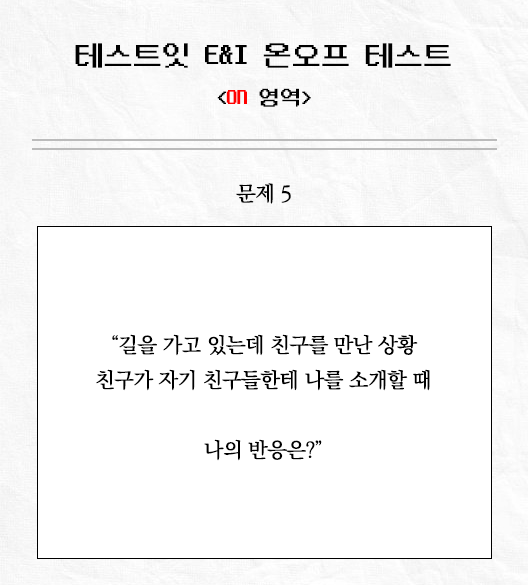 테스트잇 E&I 온오프 테스트
<ON 영역>
문제 5
“길을 가고 있는데 친구를 만난 상황
친구가 자기 친구들한테 나를 소개할 때
나의 반응은?”